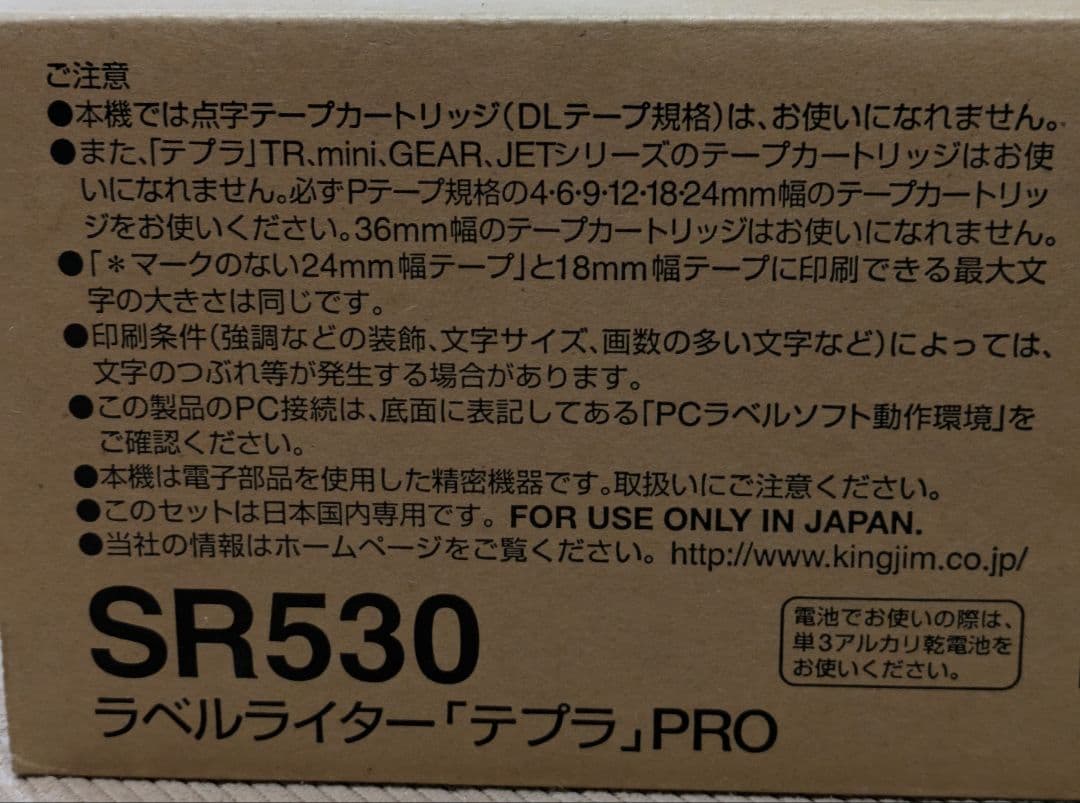 ご注意
●本機では点字テープカートリッジ(DLテープ規格)は、お使いになれません。
●また、「テプラ」TR、mini、GEAR、JETシリーズのテープカートリッジはお使
いになれません。必ずPテープ規格の4・6・9・12・18・24mm幅のテープカートリッ
ジをお使いください。36mm幅のテープカートリッジはお使いになれません。
●「＊マークのない24mm幅テープ」と18mm幅テープに印刷できる最大文
字の大きさは同じです。
●印刷条件(強調などの装飾、文字サイズ、画数の多い文字など)によっては、
文字のつぶれ等が発生する場合があります。
●この製品のPC接続は、底面に表記してある「PCラベルソフト動作環境」を
ご確認ください。
●本機は電子部品を使用した精密機器です。取扱いにご注意ください。
●このセットは日本国内専用です。FOR USE ONLY IN JAPAN.
●当社の情報はホームページをご覧ください。http://www.kingjim.co.jp/
SR530
ラベルライター「テプラ」PRO
電池でお使いの際は、
単3アルカリ乾電池を
お使いください。